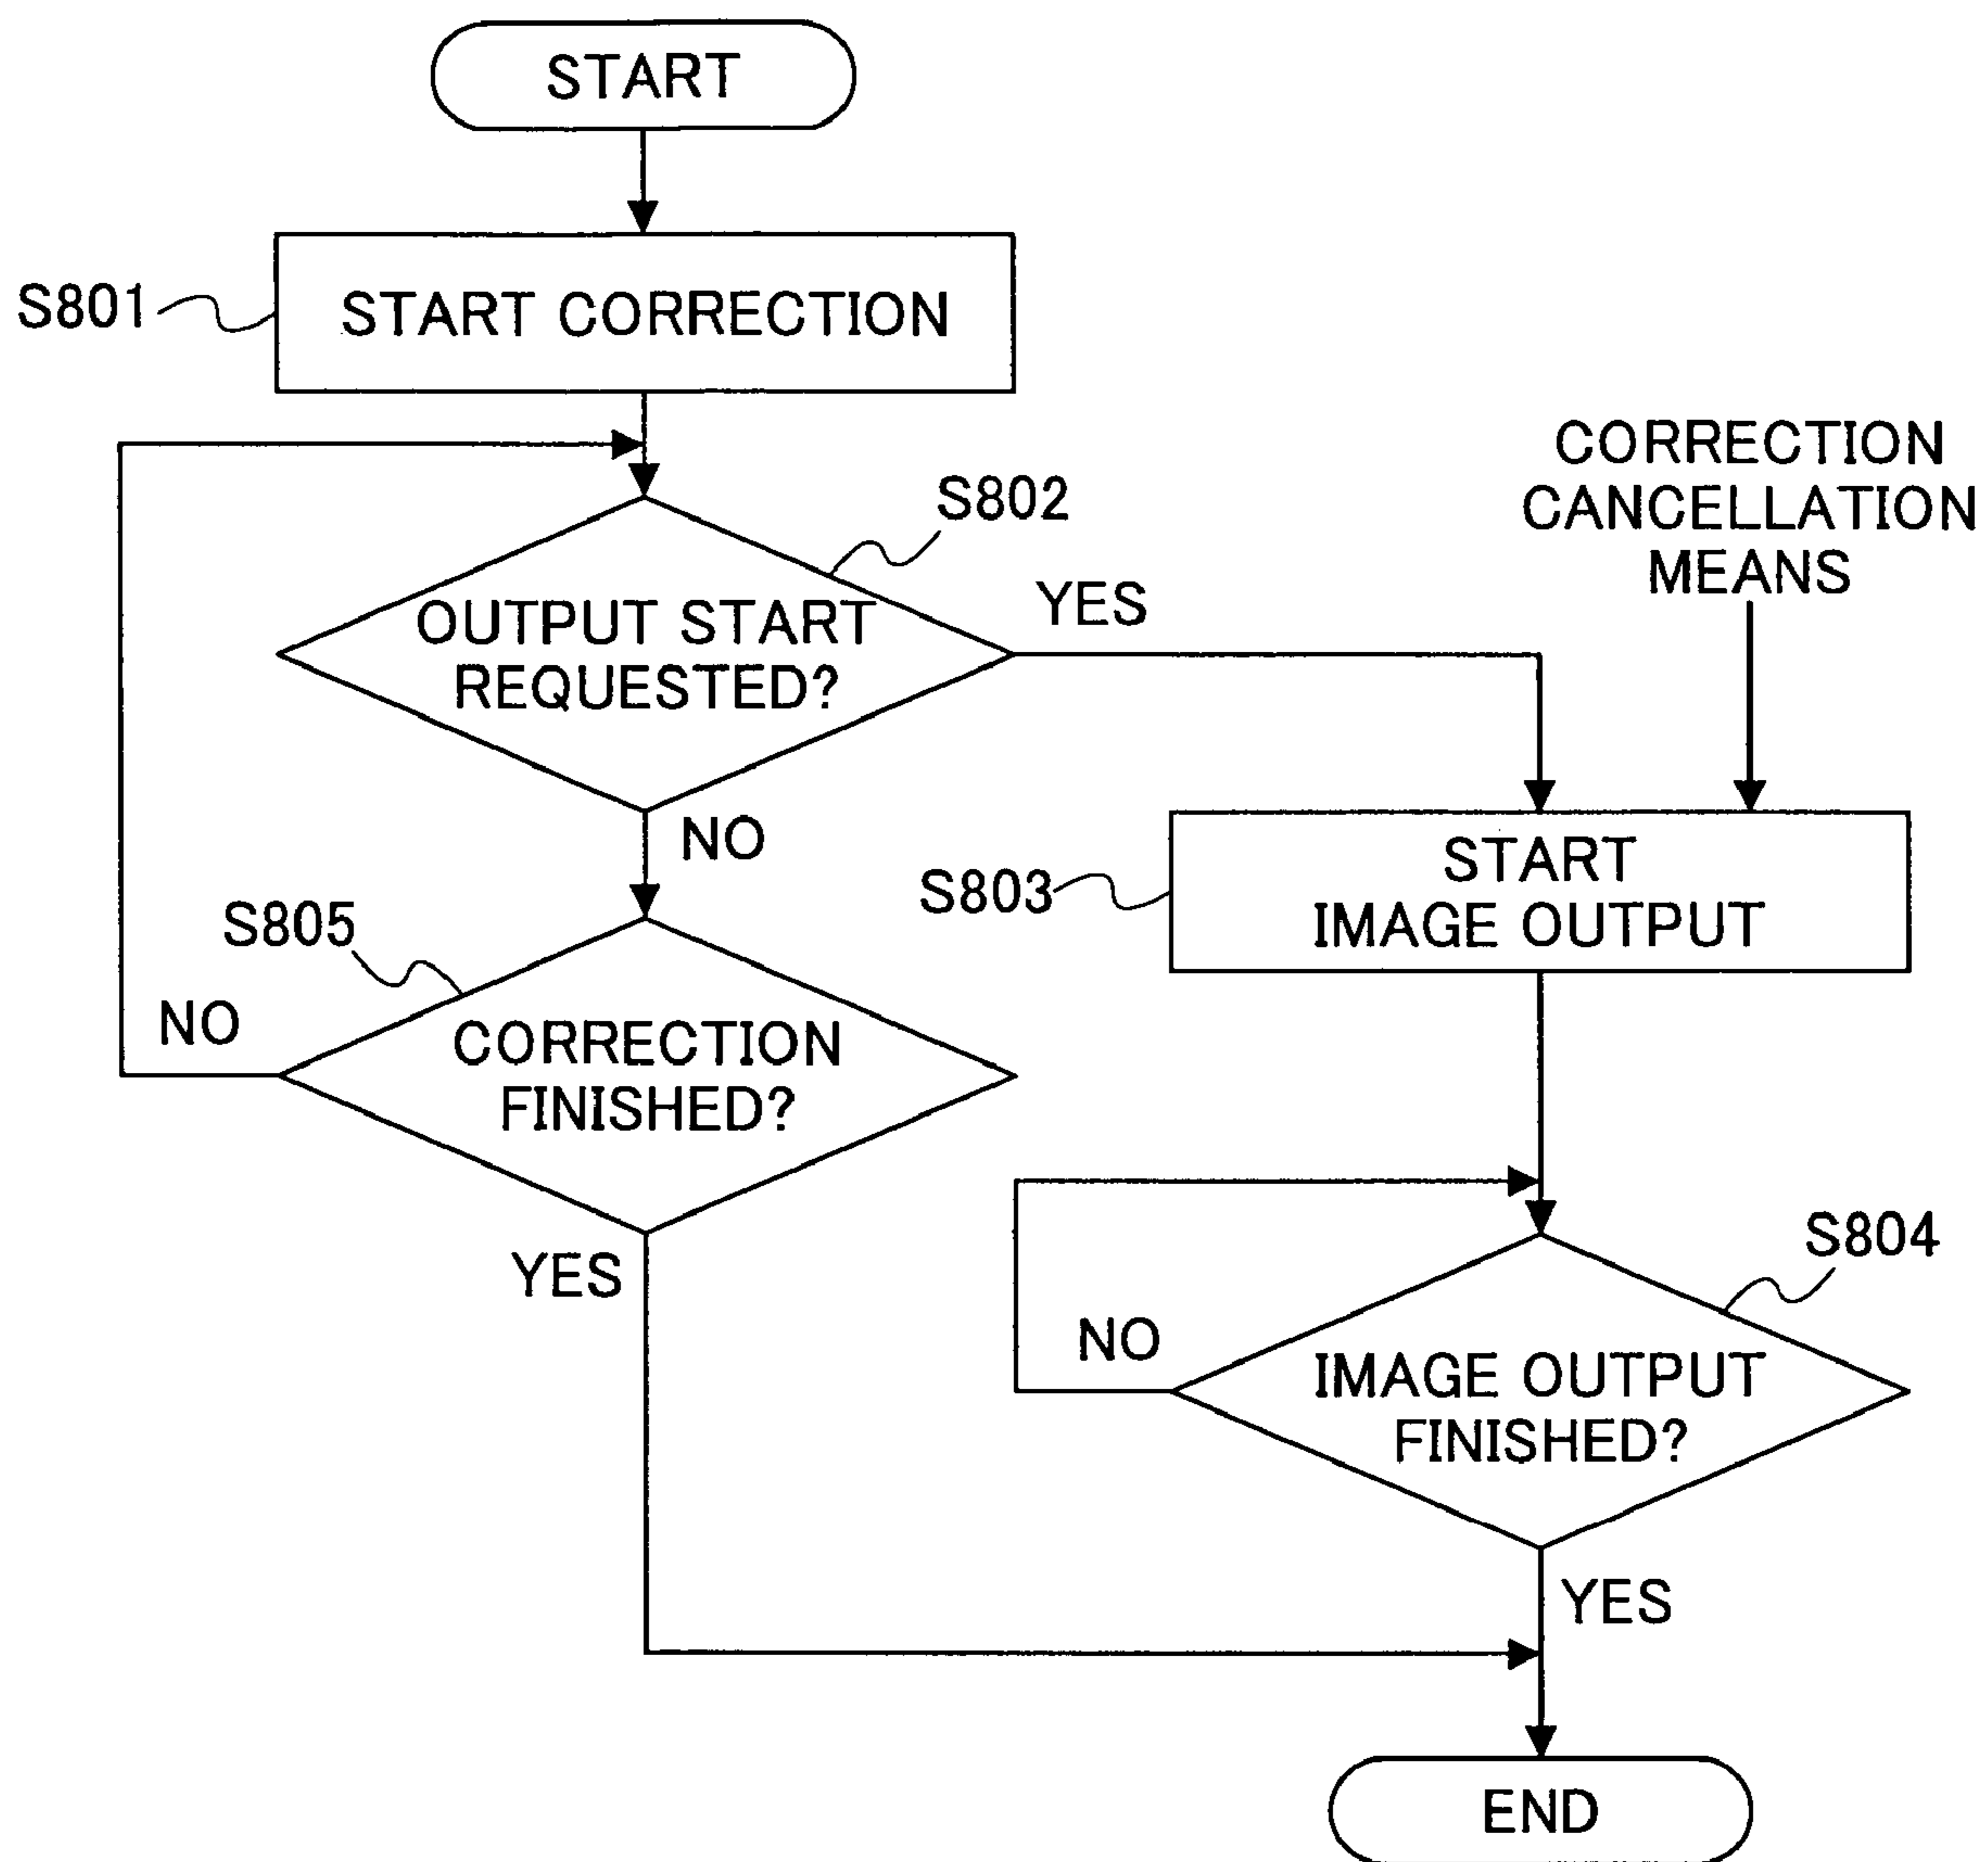 START
S801
START CORRECTION
CORRECTION
CANCELLATION
MEANS
S802
OUTPUT START
REQUESTED?
YES
NO
S803
START
IMAGE OUTPUT
S805
CORRECTION
FINISHED?
NO
YES
S804
IMAGE OUTPUT
FINISHED?
NO
YES
END